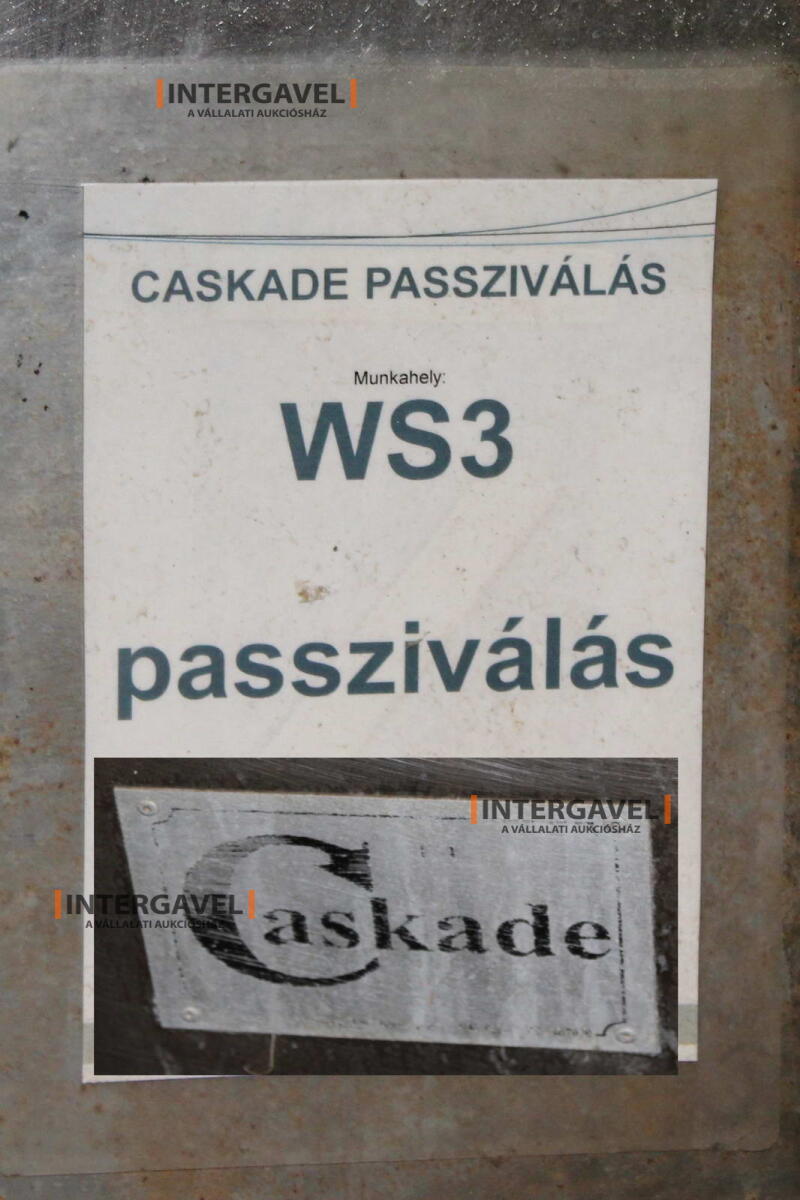 INTERGAVEL
A VÁLLALATI AUKCIÓSHÁZ
CASKADE PASSZIVÁLÁS
Munkahely:
WS3
passziválás
INTERGAVEL
A VÁLLALATI AUKCIÓSHÁZ
Caskade
INTERGAVEL
A VÁLLALATI AUKCIÓSHÁZ